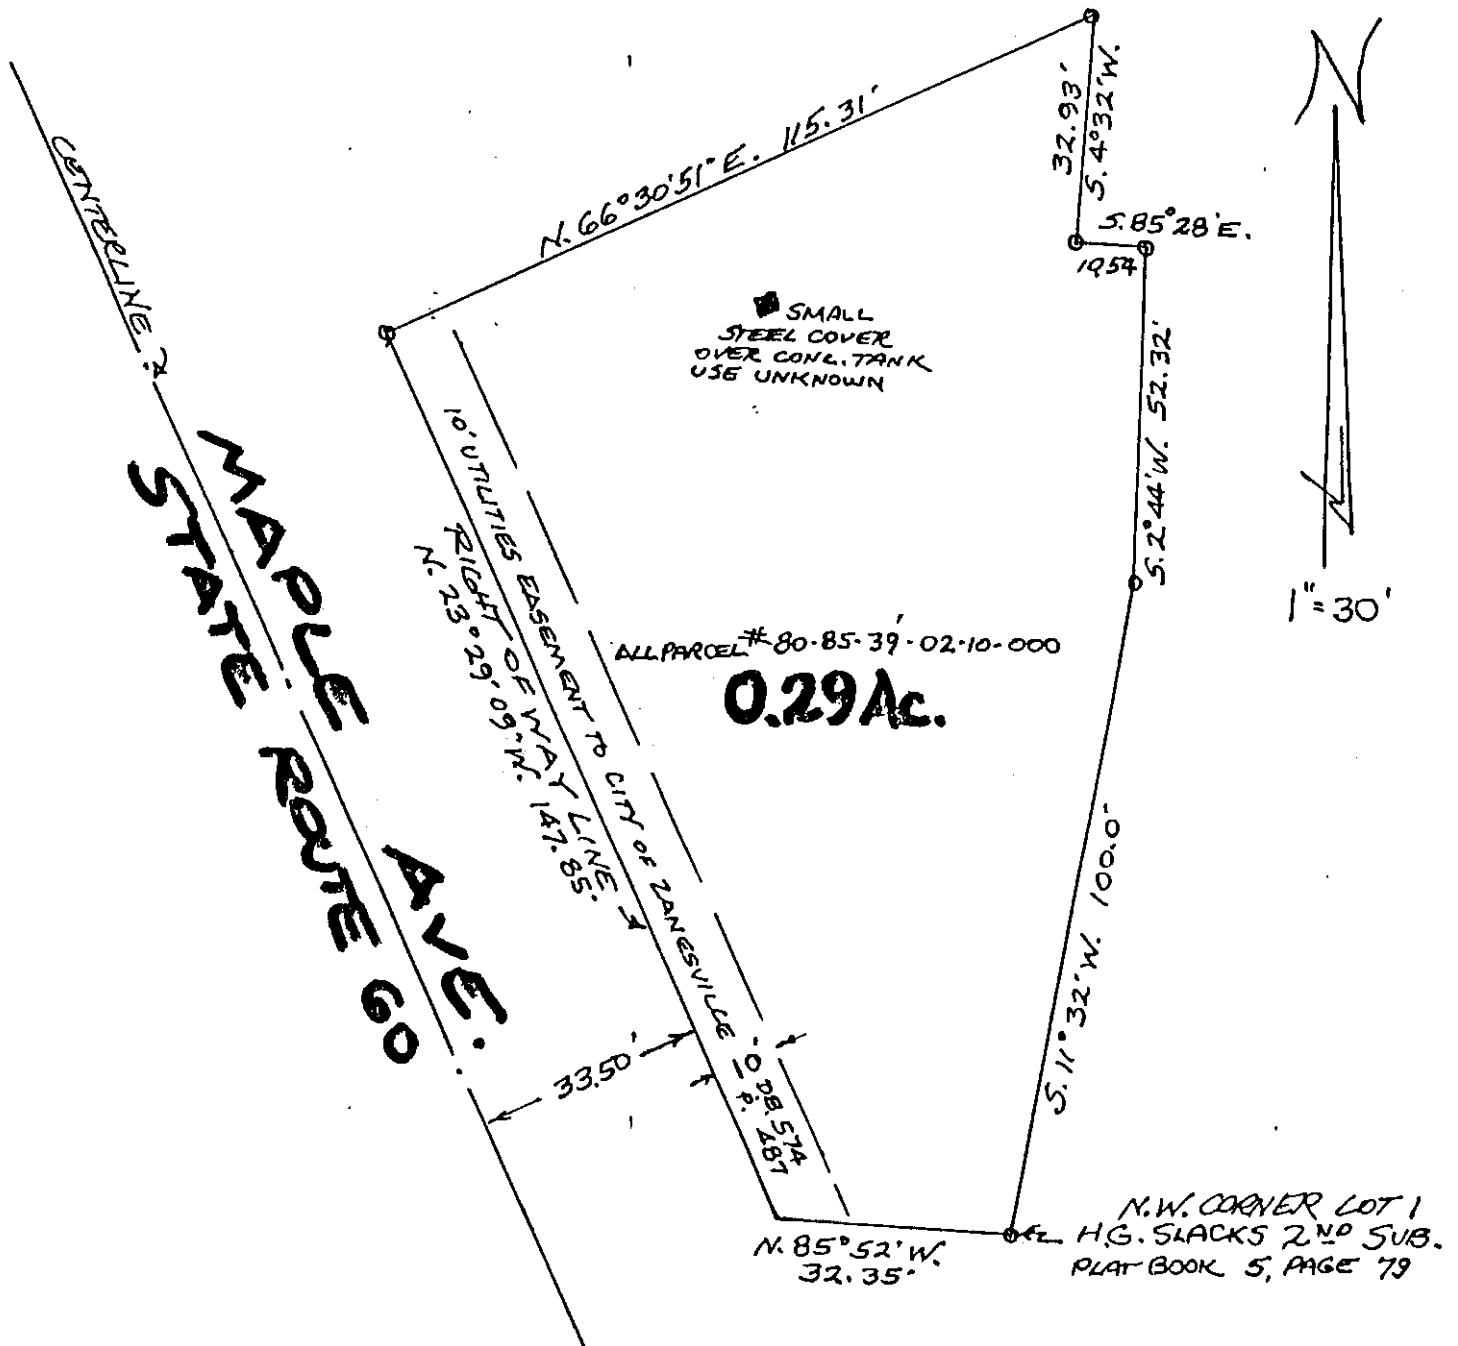 N
N. 66°30'51" E. 115.31'
32.93'
S. 4°32' W.
S. 85°28' E.
CENTERLINE
SMALL
STEEL COVER
OVER CONC. TANK
USE UNKNOWN
S. 2°44' W. 52.32'
1" = 30'
MAPLE AVE.
STATE ROUTE 60
10' UTILITIES EASEMENT TO CITY OF ZANESVILLE
DB. 574
P. 487
RIGHT OF WAY LINE
N. 23°29'09" W. 147.85'
ALL PARCEL # 80-85-39-02-10-000
0.29 Ac.
S. 11°32' W. 100.0'
33.50'
10'
N. 85°52' W.
32.35'
N.W. CORNER LOT 1
H.G. SLACKS 2ND SUB.
PLAT BOOK 5, PAGE 79